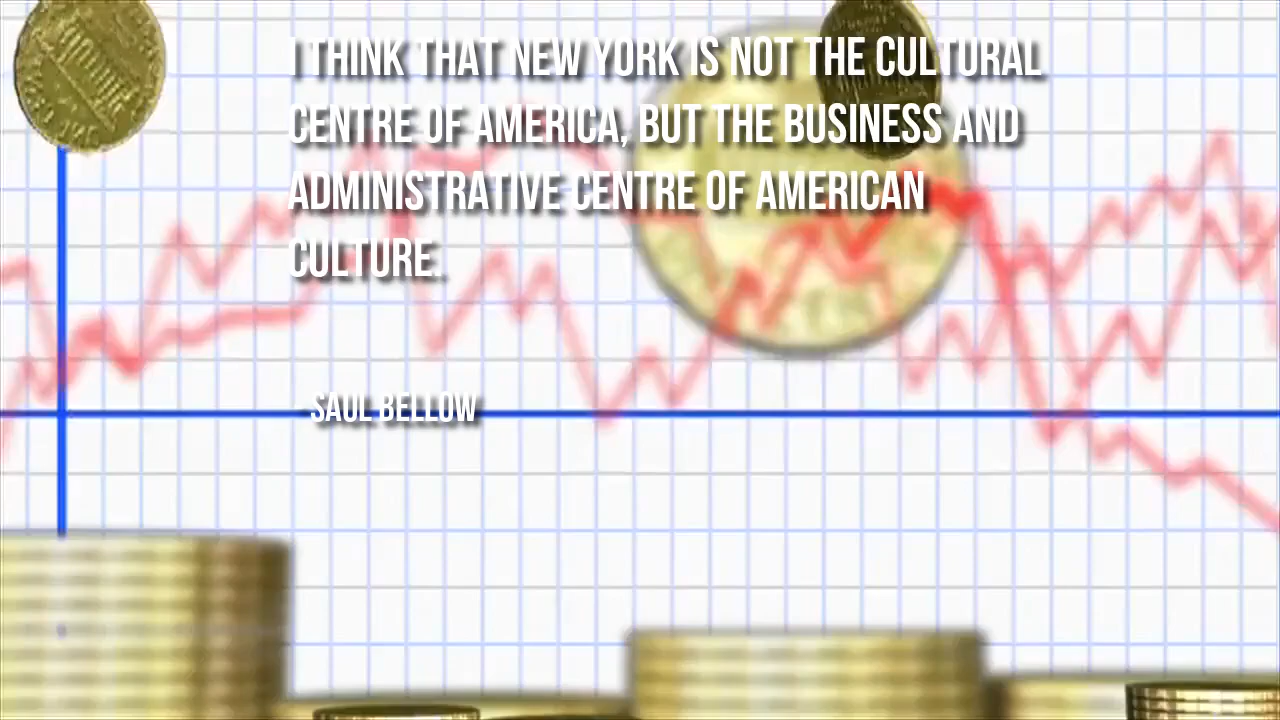 I THINK THAT NEW YORK IS NOT THE CULTURAL
CENTRE OF AMERICA, BUT THE BUSINESS AND
ADMINISTRATIVE CENTRE OF AMERICAN
CULTURE.
- SAUL BELLOW